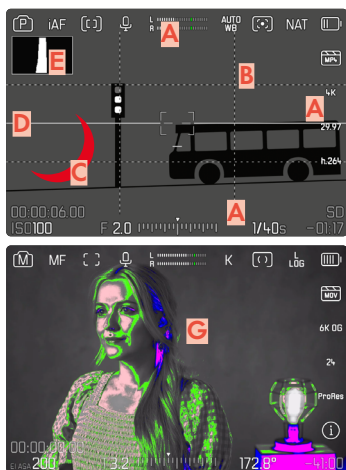 P iAF L R A AUTO WB NAT
E MP4
B
4K
D A
29.97
C h.264
00:00:06.00 A SD
ISO100 F 2.0 1/40s -01:17
M MF L R K L LOG
MOV
G 6K OG
24
ProRes
i
00:00:00.00
EI ASA 200 3.2 172.8° -41:00